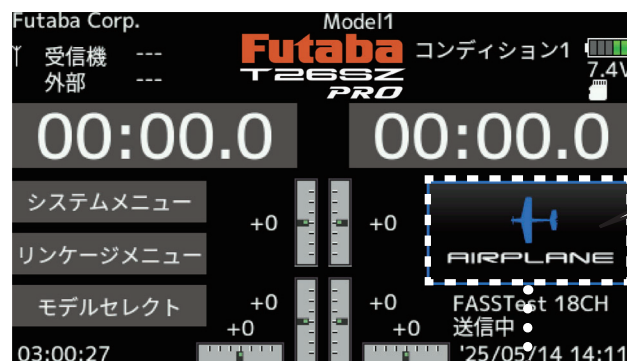 Futaba Corp.
Model1
受信機 ---
外部 ---
Futaba
T26SZ
PRO
コンディション1
7.4V
00:00.0
00:00.0
システムメニュー
リンケージメニュー
モデルセレクト
+0
+0
+0
+0
+0
+0
AIRPLANE
FASSTest 18CH
送信中
03:00:27
'25/05/14 14:11